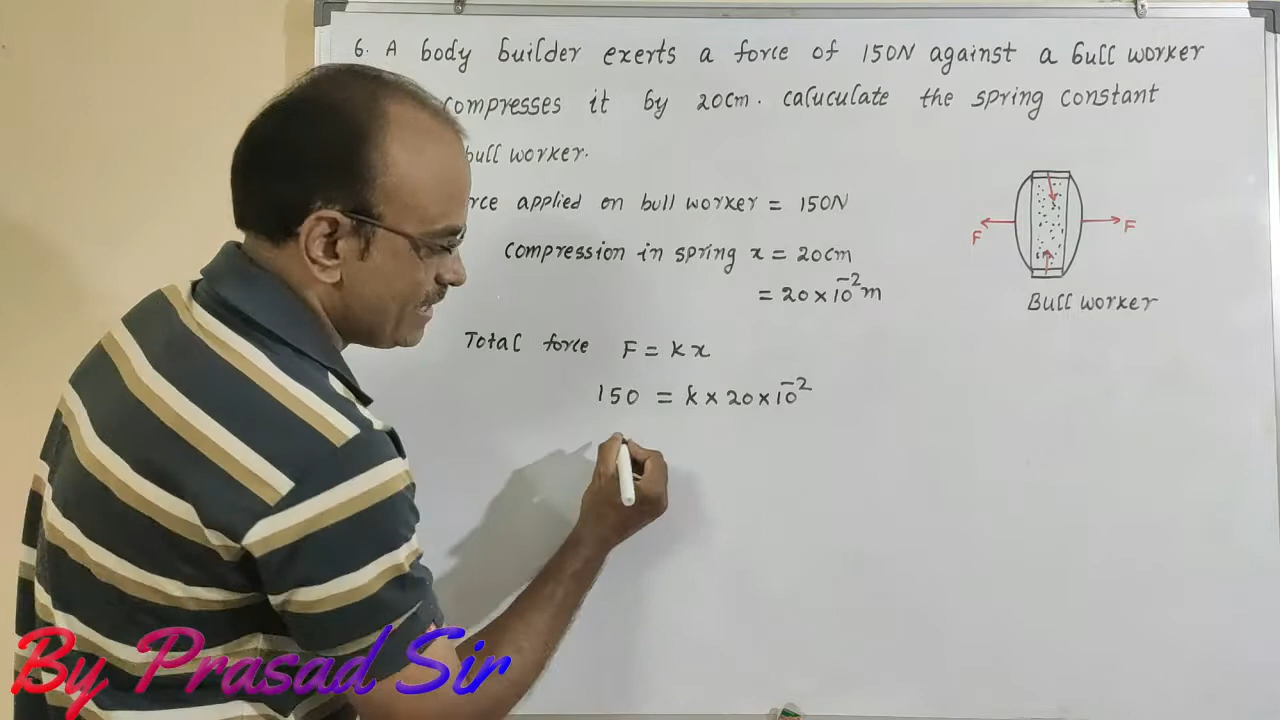 6. A body builder exerts a force of 150N against a bull worker
compresses it by 20cm. caluculate the spring constant
bull worker.
rce applied on bull worker = 150N
compression in spring x = 20cm
= 20×10⁻²m
F
F
Bull worker
Total force F = kx
150 = k×20×10⁻²
By Prasad Sir